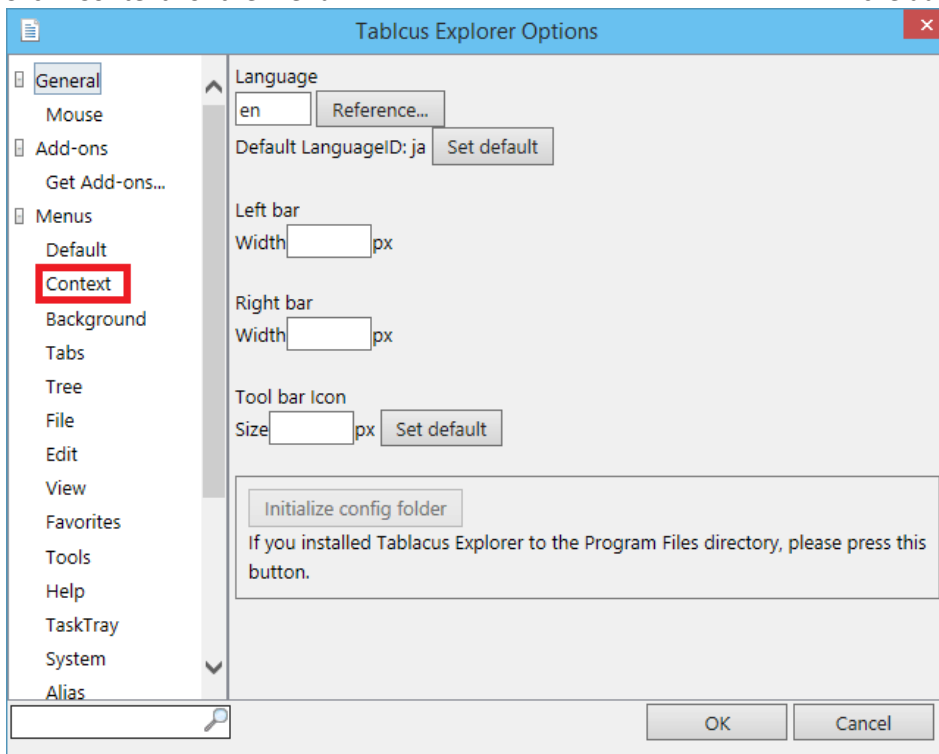 Tablcus Explorer Options
General
Mouse
Add-ons
Get Add-ons...
Menus
Default
Context
Background
Tabs
Tree
File
Edit
View
Favorites
Tools
Help
TaskTray
System
Alias
Language
en Reference...
Default LanguageID: ja Set default
Left bar
Width px
Right bar
Width px
Tool bar Icon
Size px Set default
Initialize config folder
If you installed Tablacus Explorer to the Program Files directory, please press this
button.
OK Cancel